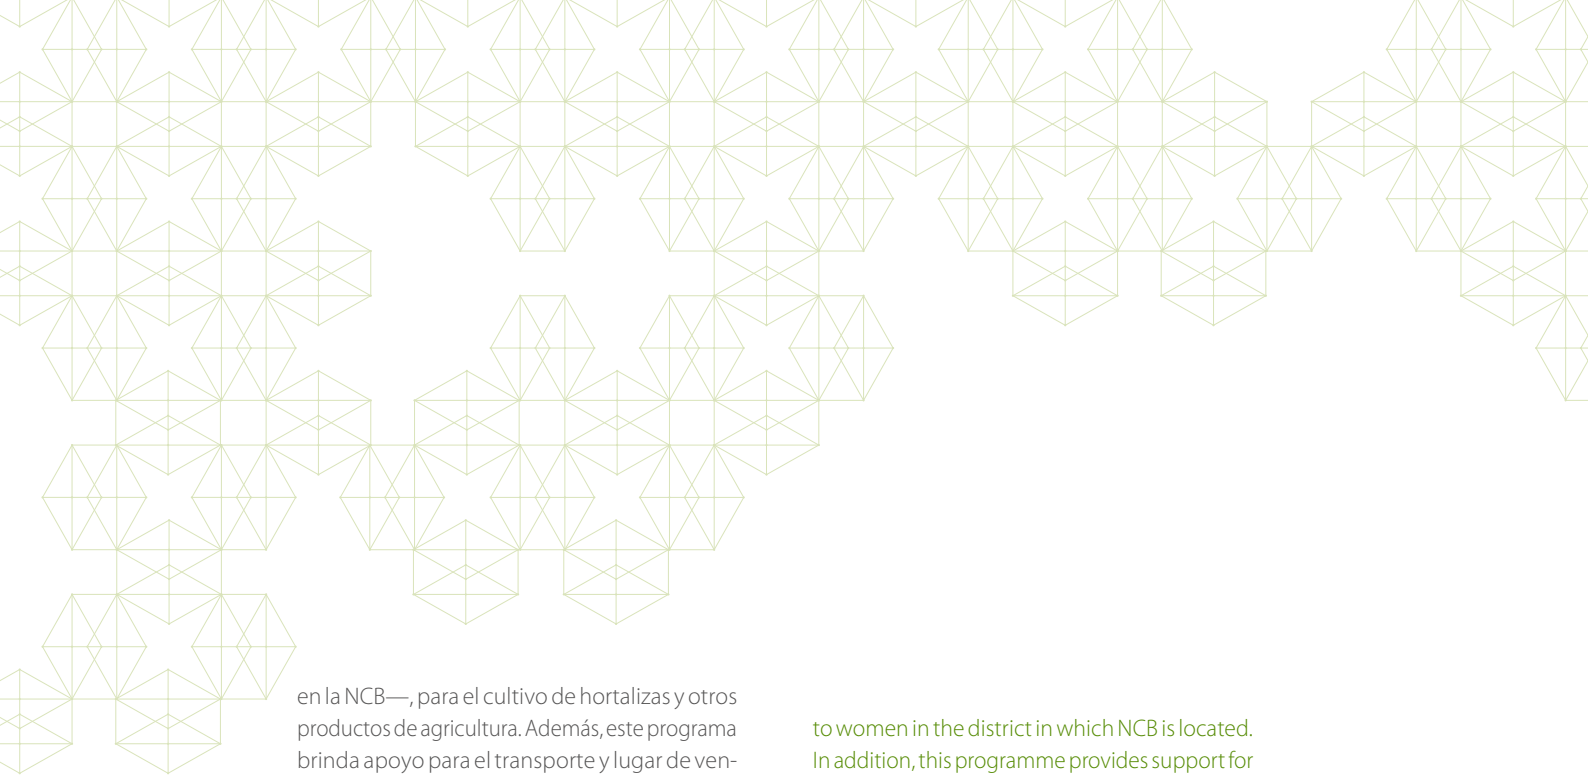 en la NCB—, para el cultivo de hortalizas y otros
productos de agricultura. Además, este programa
brinda apoyo para el transporte y lugar de ven-
to women in the district in which NCB is located.
In addition, this programme provides support for